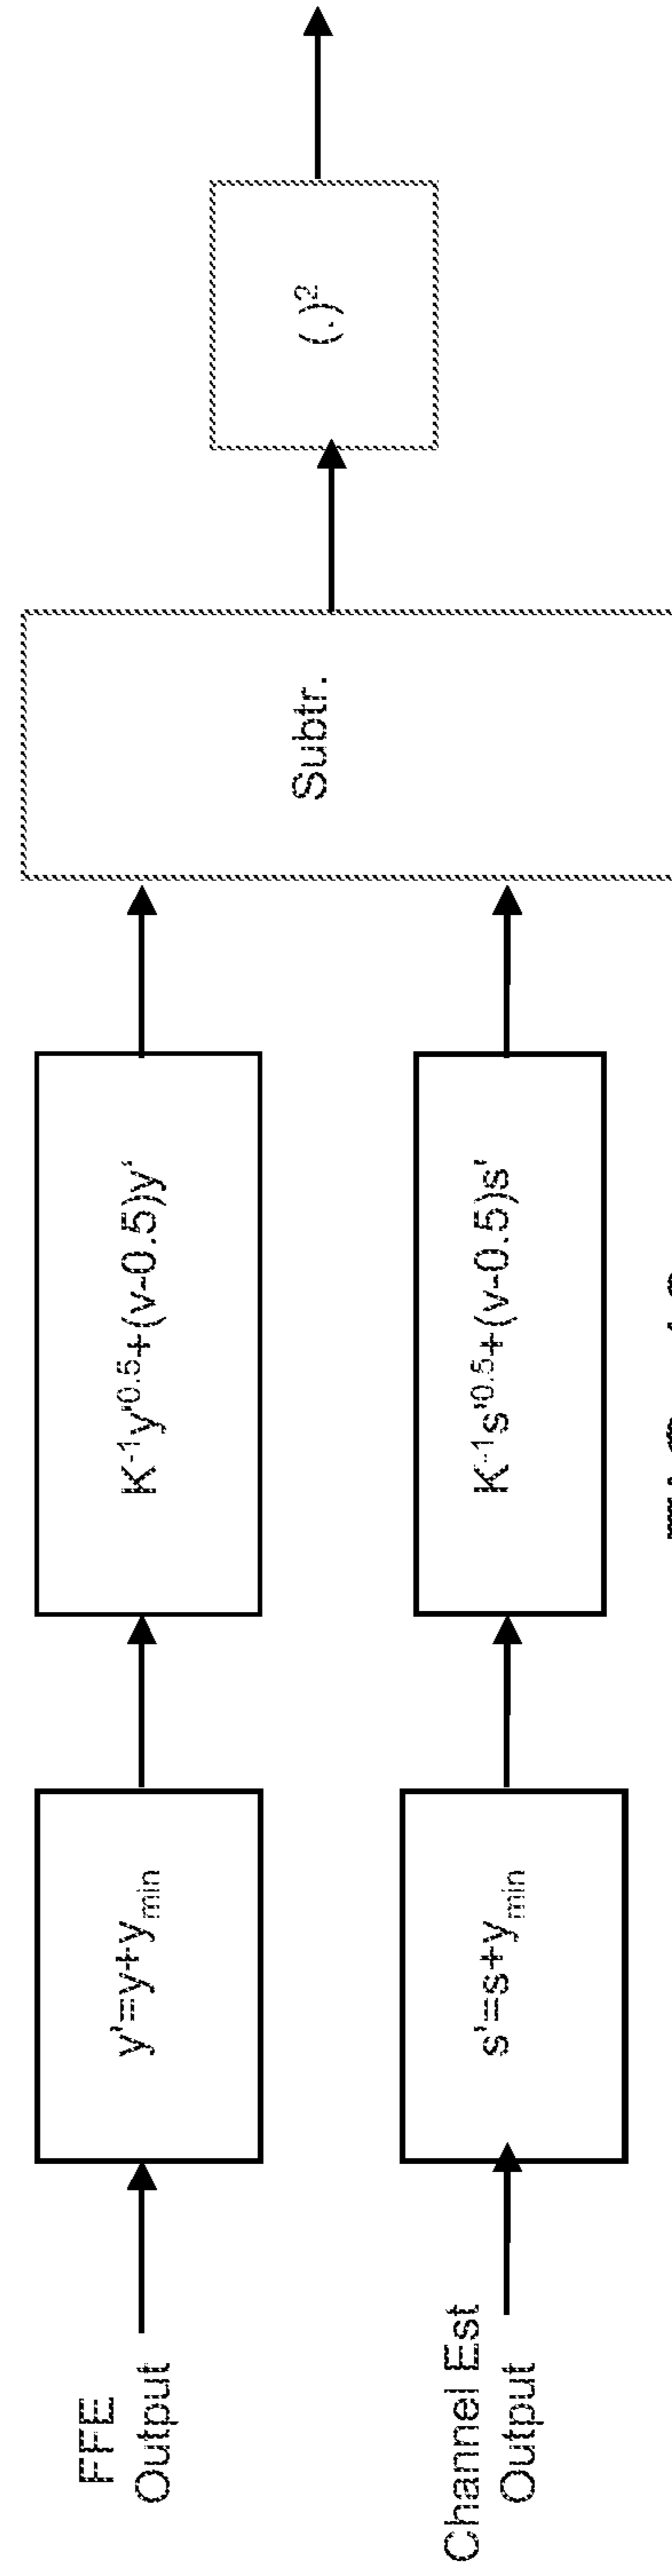 FFE
Output
y'=y+y_min
K⁻¹y'⁰·⁵+(v-0.5)y'
Channel Est
Output
s'=s+y_min
K⁻¹s'⁰·⁵+(v-0.5)s'
Subtr.
(.)²